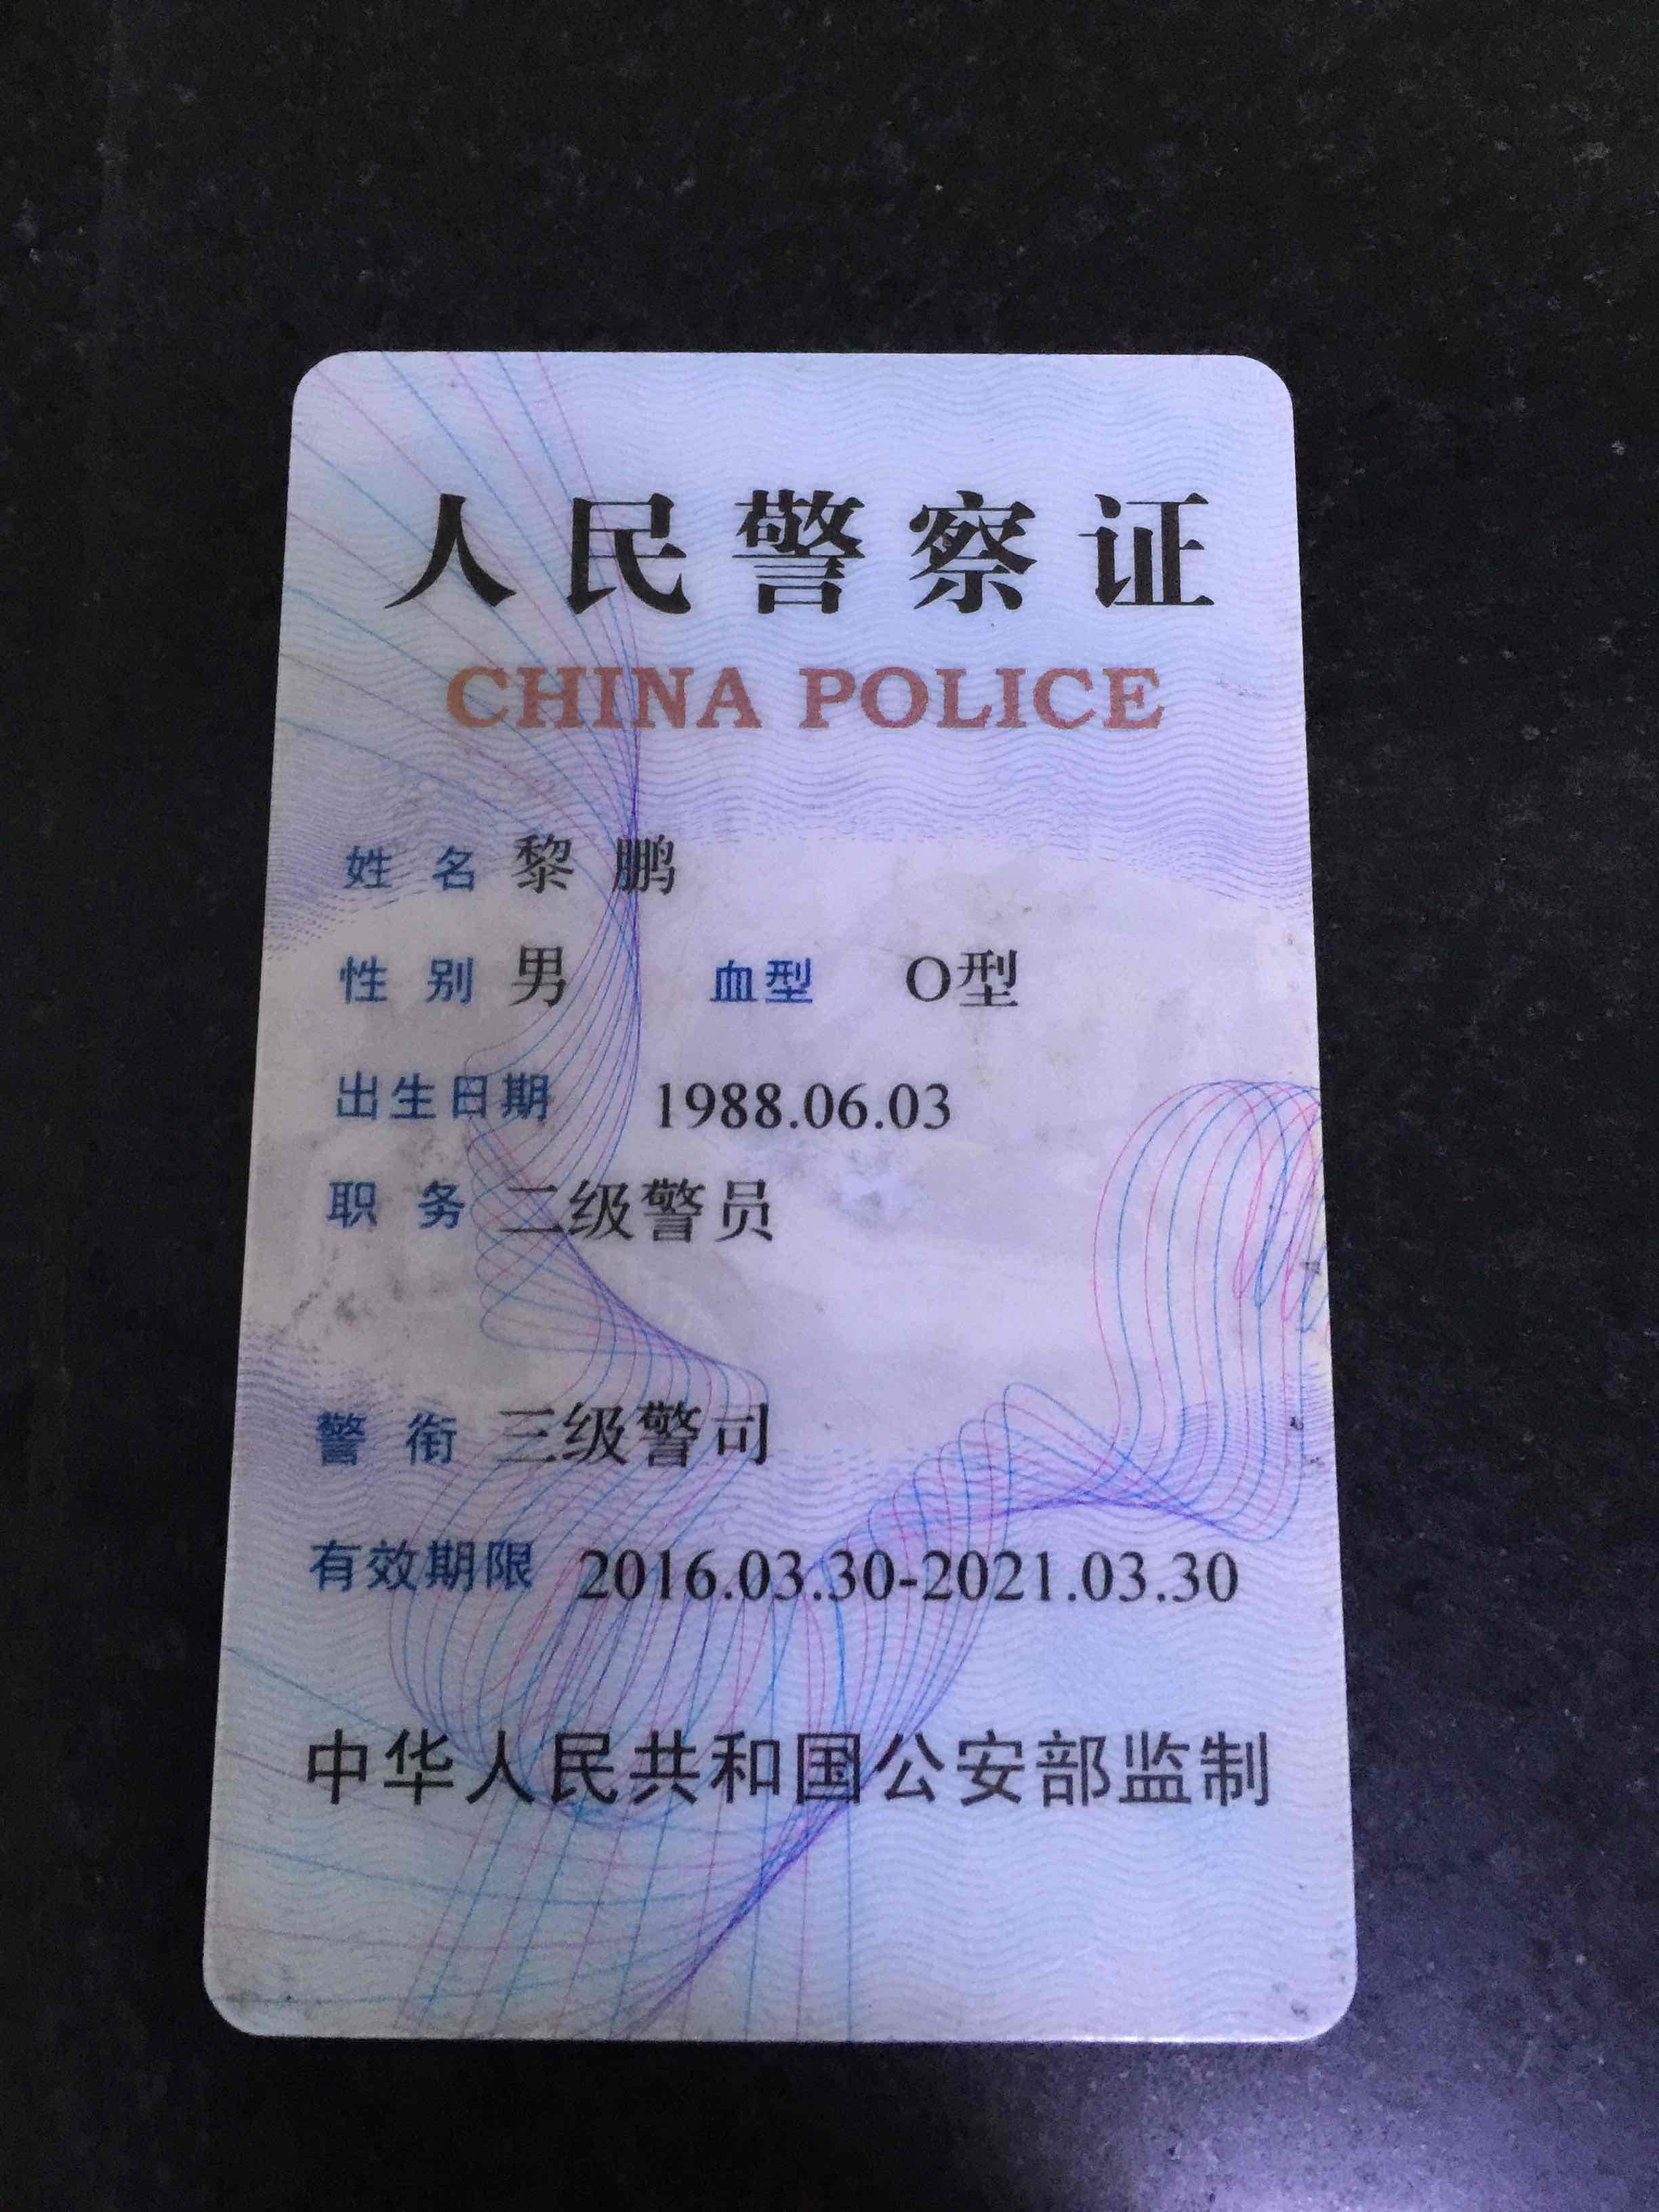 人民警察证
CHINA POLICE
姓名 黎鹏
性别 男 血型 O型
出生日期 1988.06.03
职务 二级警员
警衔 三级警司
有效期限 2016.03.30-2021.03.30
中华人民共和国公安部监制